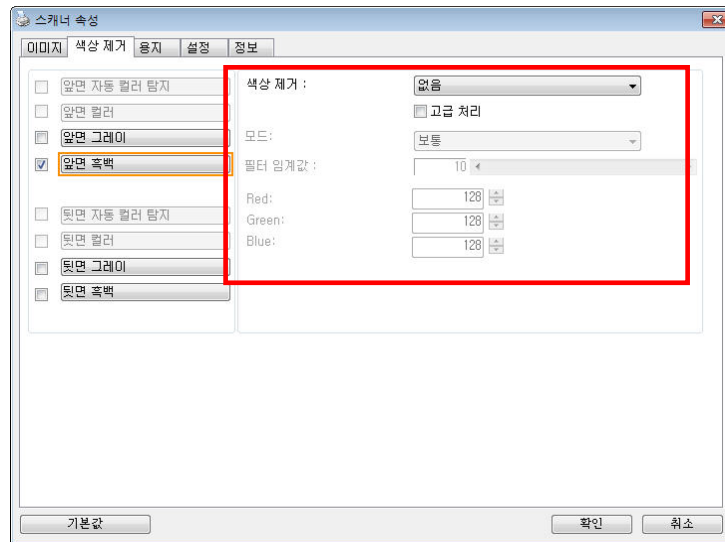 스캐너 속성
이미지 색상 제거 용지 설정 정보
앞면 자동 컬러 탐지
앞면 컬러
앞면 그레이
앞면 흑백
뒷면 자동 컬러 탐지
뒷면 컬러
뒷면 그레이
뒷면 흑백
색상 제거 : 없음
고급 처리
모드: 보통
필터 임계값 : 10
Red: 128
Green: 128
Blue: 128
기본값 확인 취소